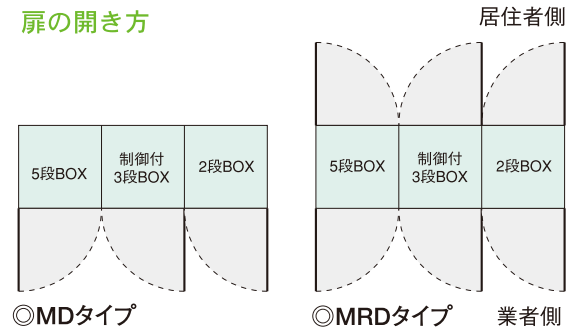 扉の開き方
居住者側
5段BOX
制御付
3段BOX
2段BOX
5段BOX
制御付
3段BOX
2段BOX
◎MDタイプ
◎MRDタイプ
業者側